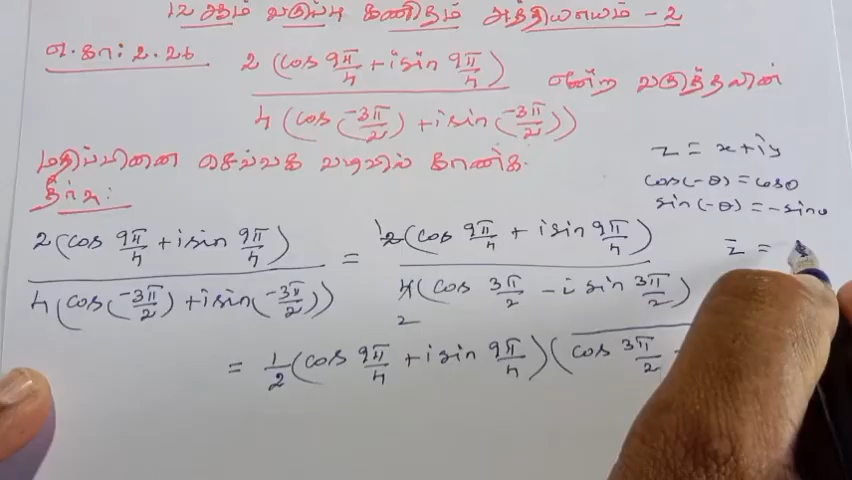 12 ஆம் வகுப்பு கணிதம் அத்தியாயம் - 2
எ.கா: 2.26 2 (cos 9π/4 + i sin 9π/4) / 4 (cos (-3π/2) + i sin (-3π/2)) என்ற வகுத்தலின்
மதிப்பினை செவ்வக வடிவில் காண்க.
தீர்வு:
z = x + iy
cos(-θ) = cosθ
sin(-θ) = -sinθ
z̄ =
2 (cos 9π/4 + i sin 9π/4) / 4 (cos (-3π/2) + i sin (-3π/2)) = 12 (cos 9π/4 + i sin 9π/4) / 4 2 (cos 3π/2 - i sin 3π/2)
= 1/2 (cos 9π/4 + i sin 9π/4) (cos 3π/2